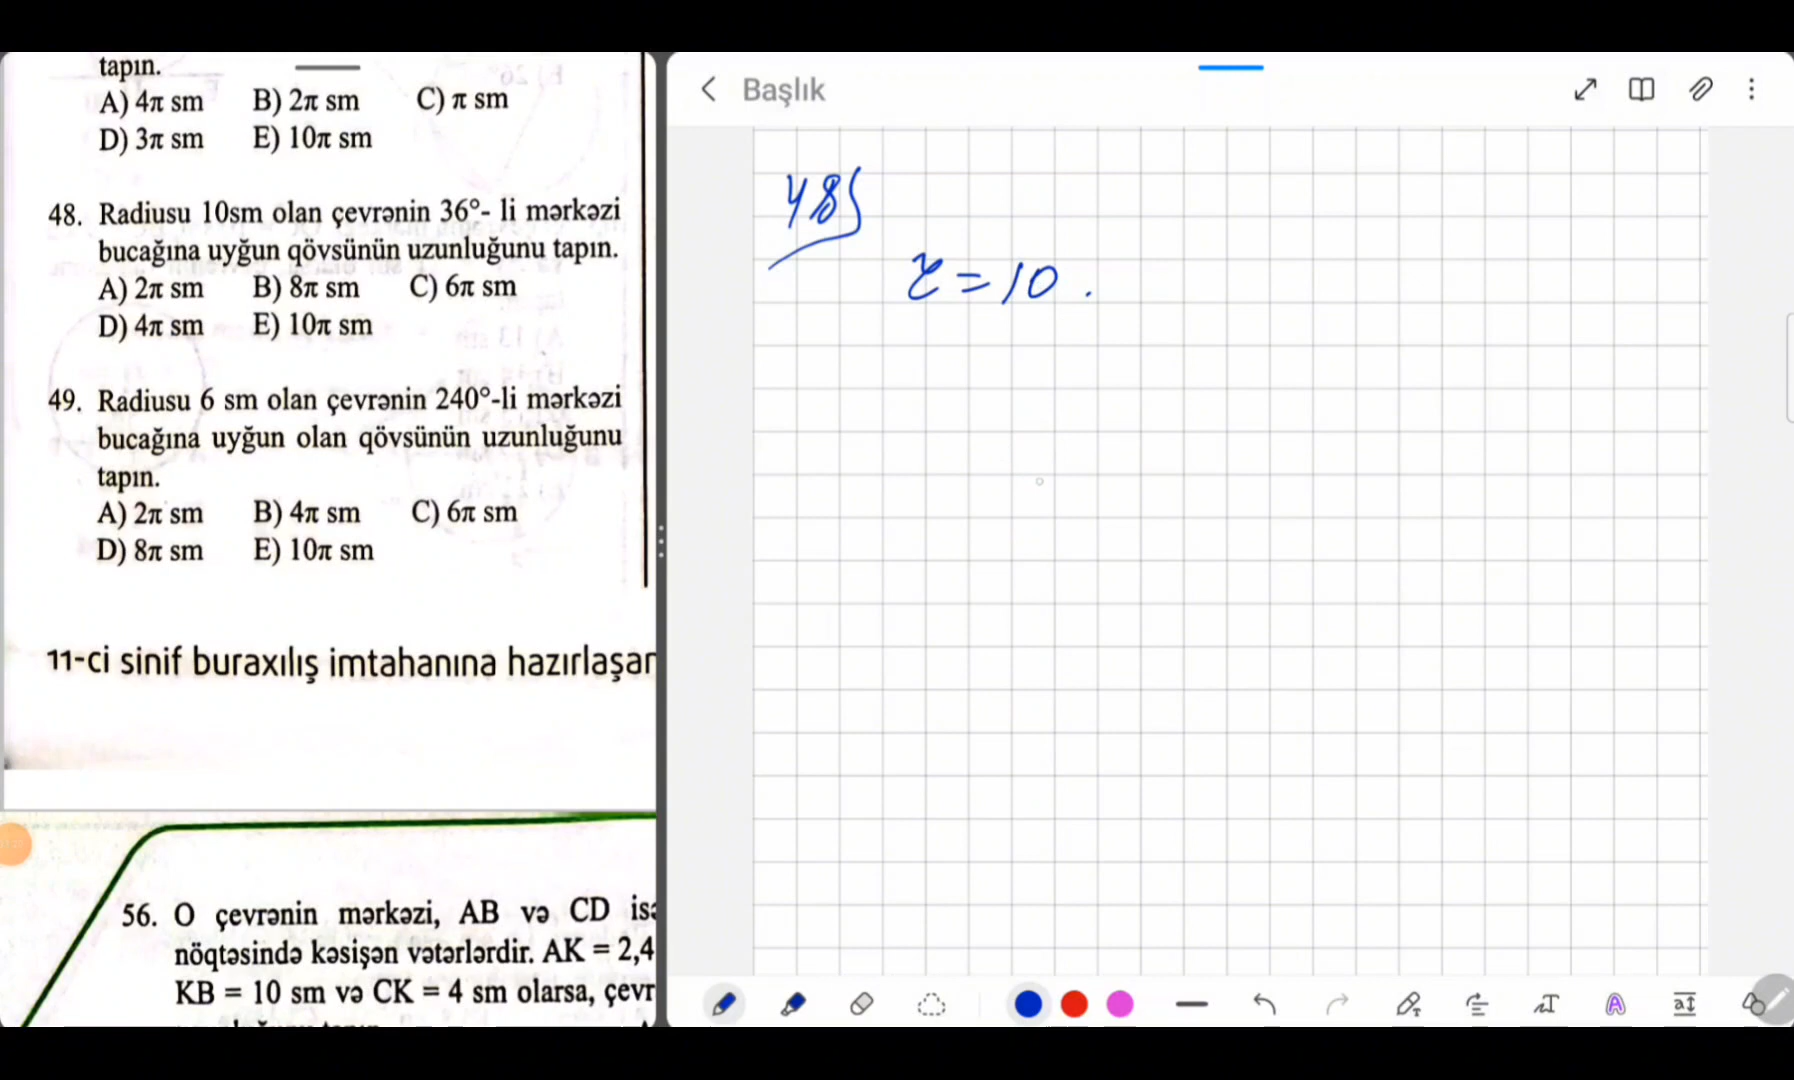 tapın.
A) 4π sm B) 2π sm C) π sm
D) 3π sm E) 10π sm
48. Radiusu 10sm olan çevrənin 36°- li mərkəzi
bucağına uyğun qövsünün uzunluğunu tapın.
A) 2π sm B) 8π sm C) 6π sm
D) 4π sm E) 10π sm
49. Radiusu 6 sm olan çevrənin 240°-li mərkəzi
bucağına uyğun olan qövsünün uzunluğunu
tapın.
A) 2π sm B) 4π sm C) 6π sm
D) 8π sm E) 10π sm
11-ci sinif buraxılış imtahanına hazırlaşan
56. O çevrənin mərkəzi, AB və CD isə
nöqtəsində kəsişən vətərlərdir. AK = 2,4
KB = 10 sm və CK = 4 sm olarsa, çevr
Başlık
48)
r = 10 .